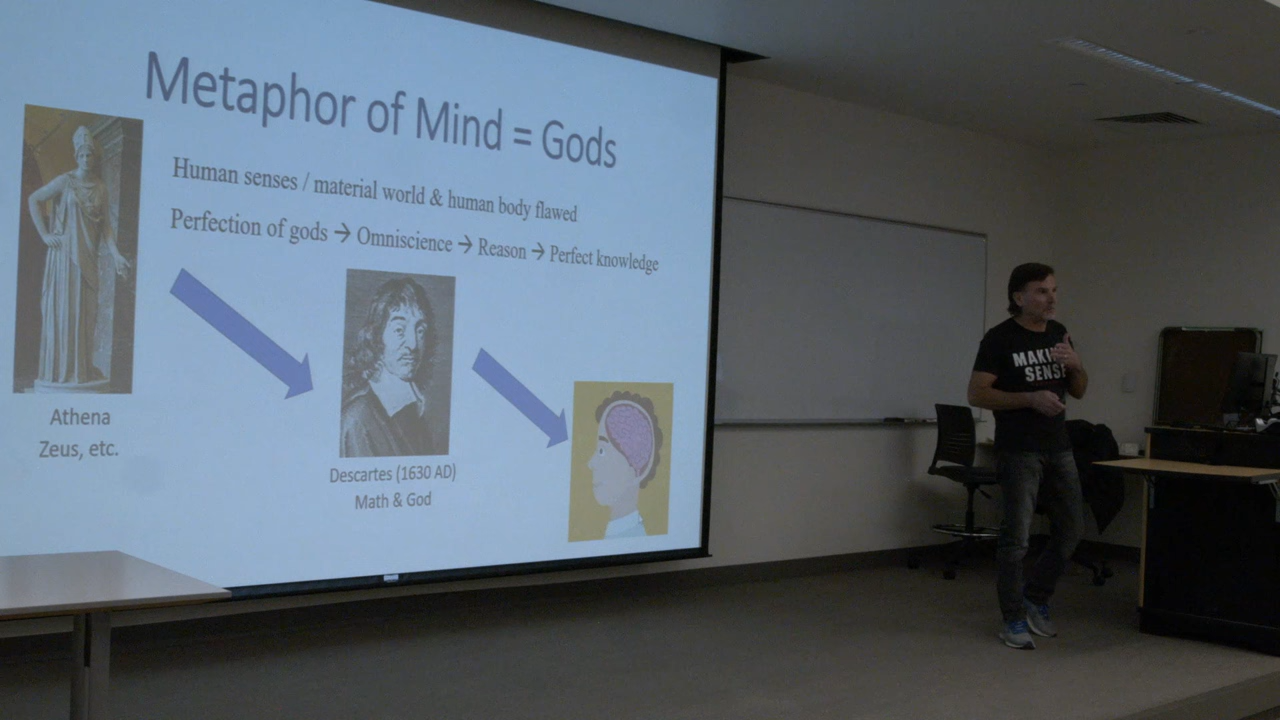 Metaphor of Mind = Gods
Human senses / material world & human body flawed
Perfection of gods → Omniscience → Reason → Perfect knowledge
Athena
Zeus, etc.
Descartes (1630 AD)
Math & God
MAKING
SENSE